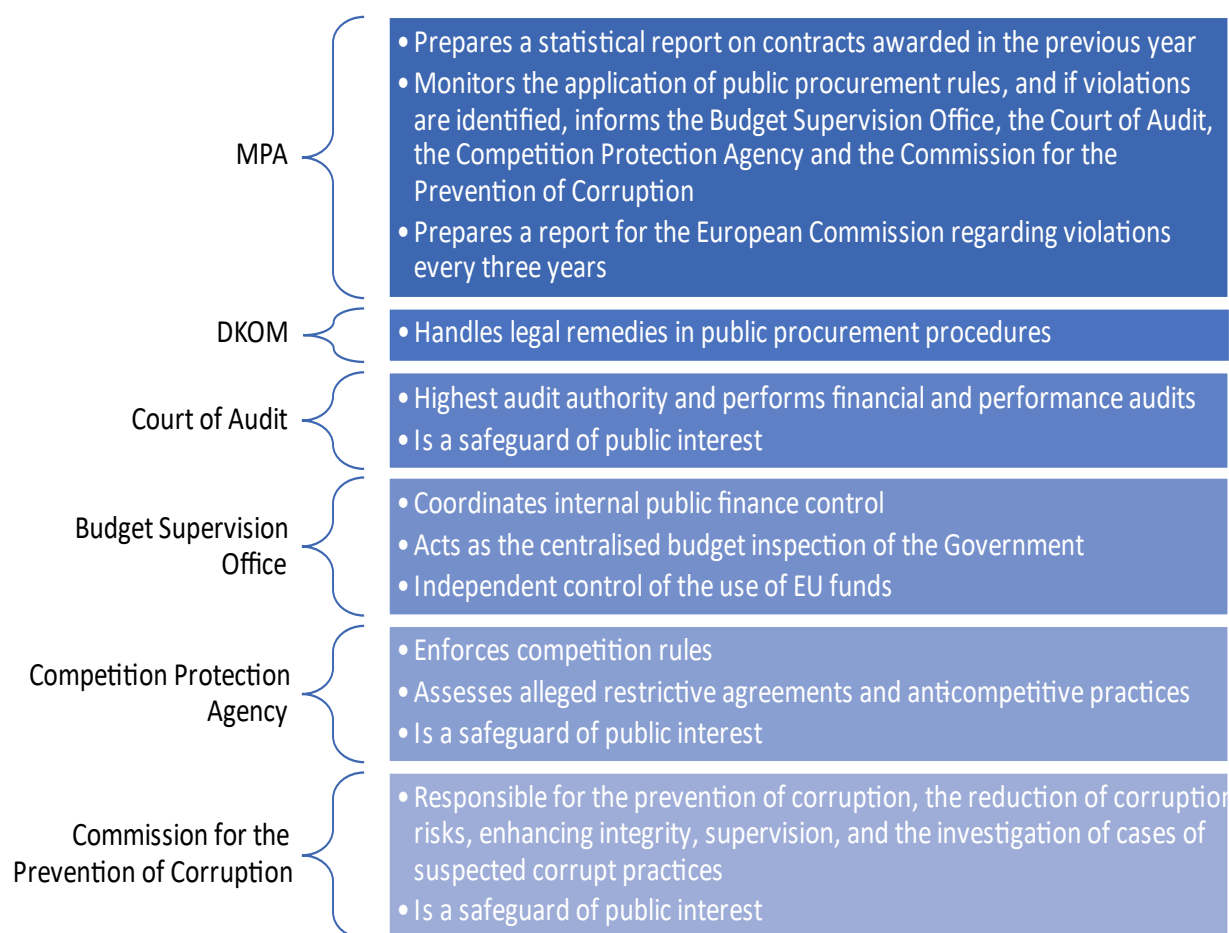 MPA
• Prepares a statistical report on contracts awarded in the previous year
• Monitors the application of public procurement rules, and if violations
are identified, informs the Budget Supervision Office, the Court of Audit,
the Competition Protection Agency and the Commission for the
Prevention of Corruption
• Prepares a report for the European Commission regarding violations
every three years
DKOM
• Handles legal remedies in public procurement procedures
Court of Audit
• Highest audit authority and performs financial and performance audits
• Is a safeguard of public interest
Budget Supervision
Office
• Coordinates internal public finance control
• Acts as the centralised budget inspection of the Government
• Independent control of the use of EU funds
Competition Protection
Agency
• Enforces competition rules
• Assesses alleged restrictive agreements and anti-competitive practices
• Is a safeguard of public interest
Commission for the
Prevention of Corruption
• Responsible for the prevention of corruption, the reduction of corruption
risks, enhancing integrity, supervision, and the investigation of cases of
suspected corrupt practices
• Is a safeguard of public interest